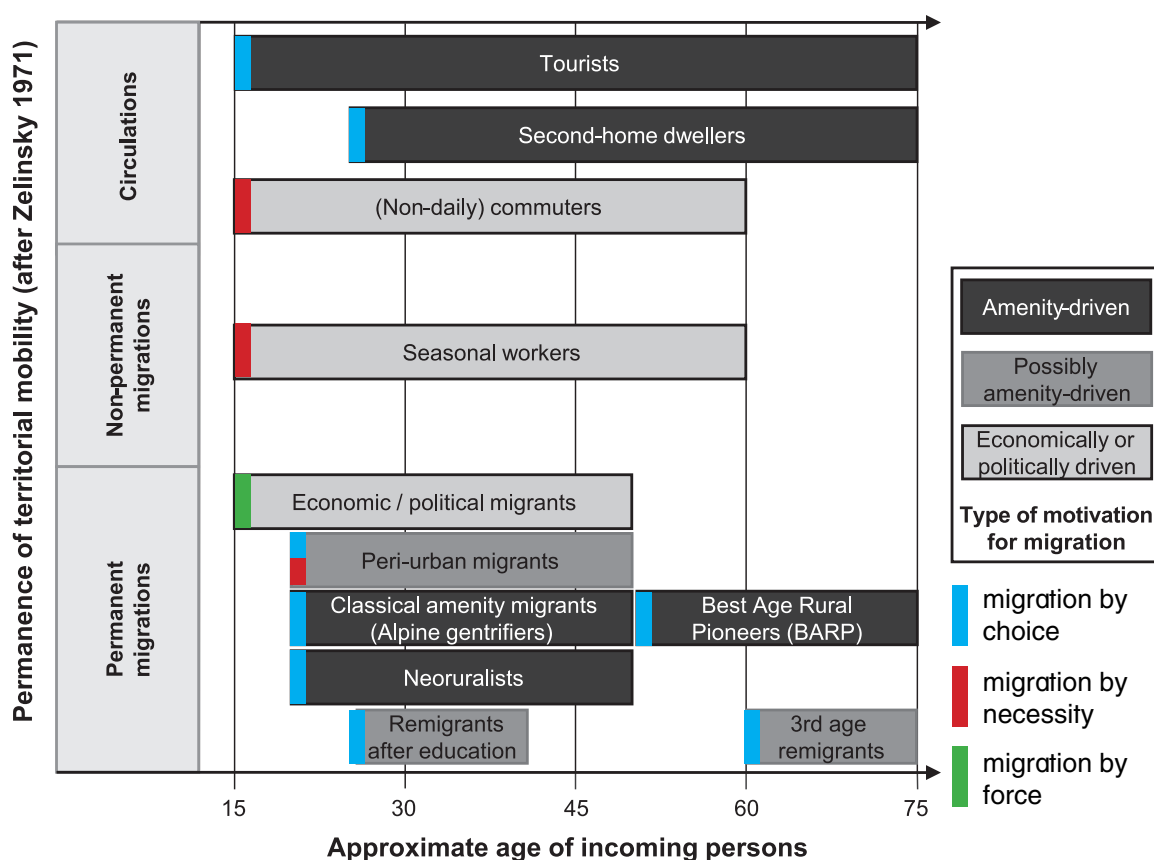 Permanence of territorial mobility (after Zelinsky 1971)
Circulations
Tourists
Second-home dwellers
(Non-daily) commuters
Non-permanent
migrations
Seasonal workers
Permanent
migrations
Economic / political migrants
Peri-urban migrants
Classical amenity migrants
(Alpine gentrifiers)
Best Age Rural
Pioneers (BARP)
Neoruralists
Remigrants
after education
3rd age
remigrants
15
30
45
60
75
Approximate age of incoming persons
Amenity-driven
Possibly
amenity-driven
Economically or
politically driven
Type of motivation
for migration
migration by
choice
migration by
necessity
migration by
force